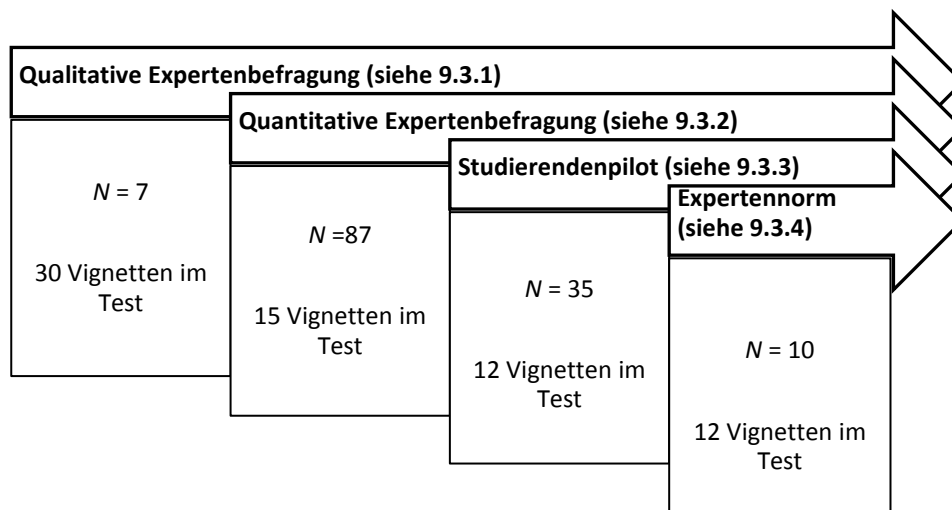 Qualitative Expertenbefragung (siehe 9.3.1)
N = 7
30 Vignetten im
Test
Quantitative Expertenbefragung (siehe 9.3.2)
N =87
15 Vignetten im
Test
Studierendenpilot (siehe 9.3.3)
N = 35
12 Vignetten im
Test
Expertennorm
(siehe 9.3.4)
N = 10
12 Vignetten im
Test